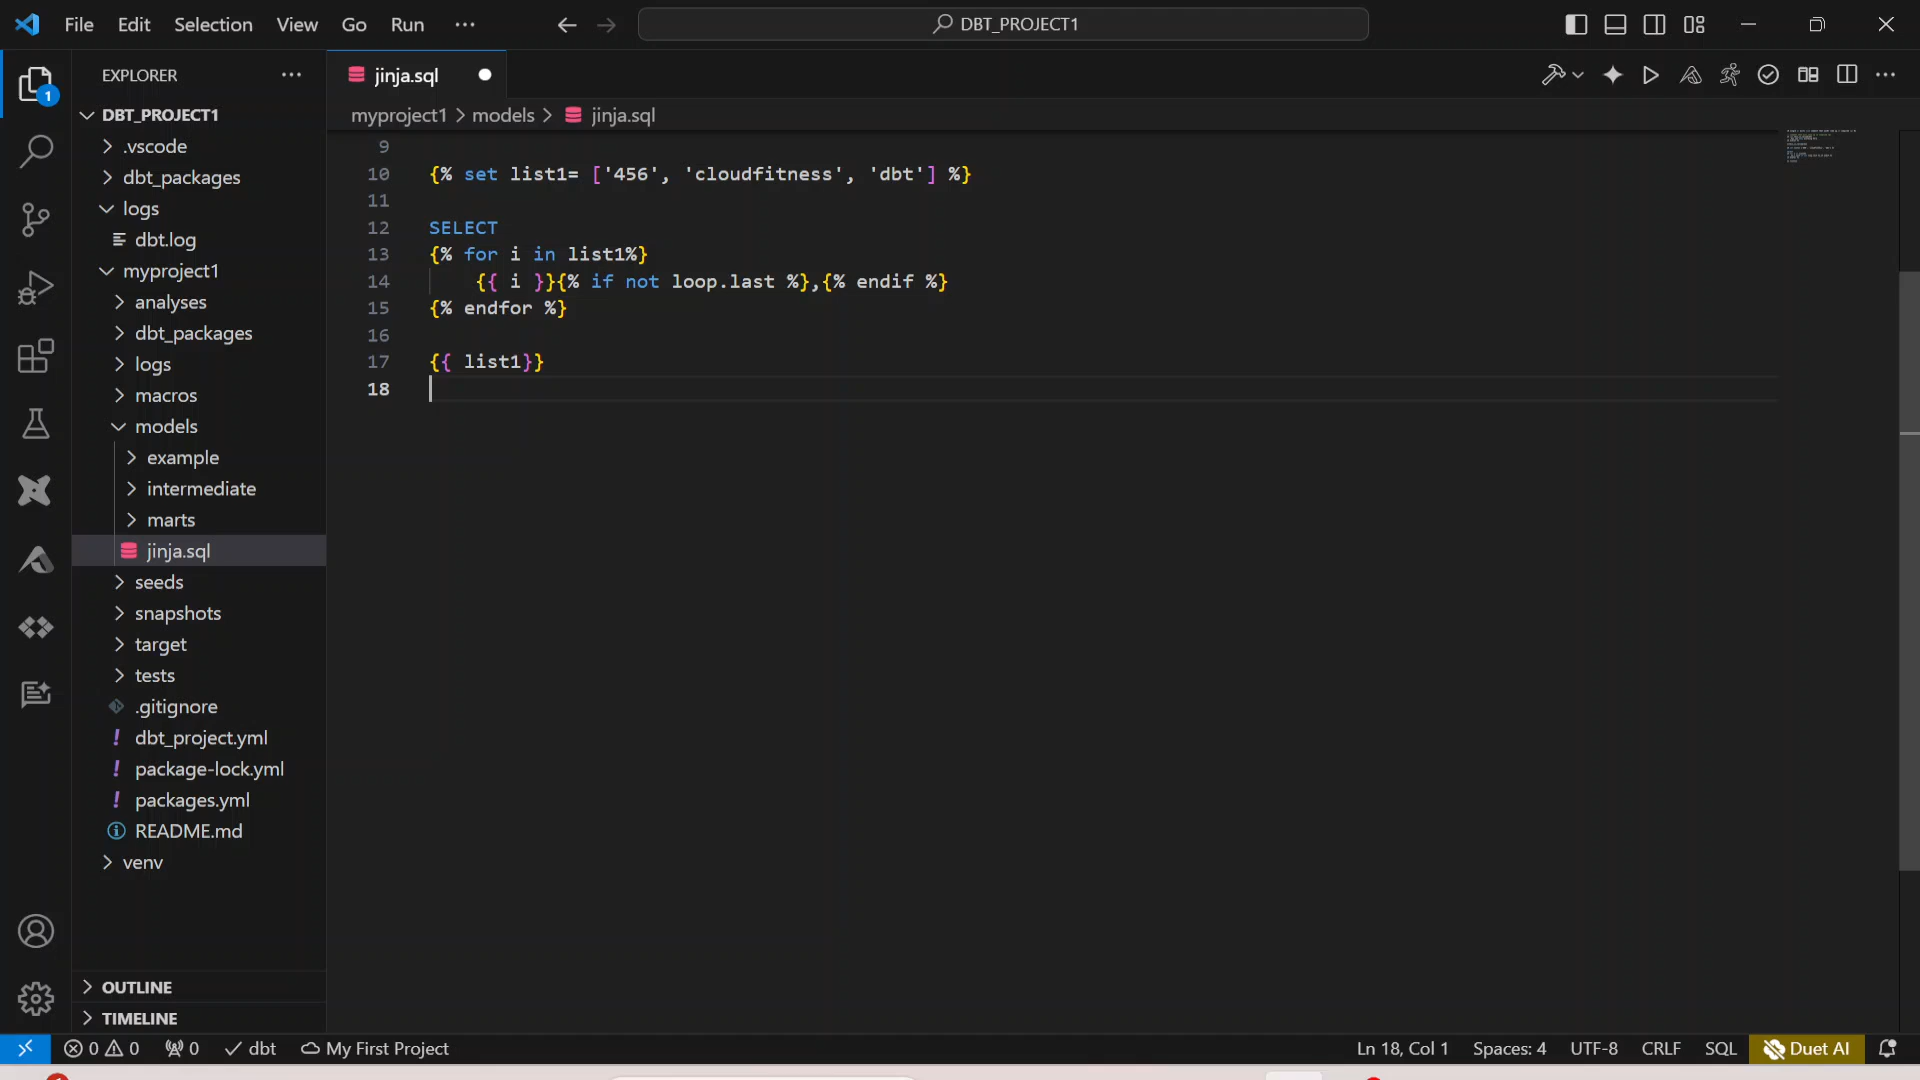 File Edit Selection View Go Run ··· DBT_PROJECT1
EXPLORER ···
jinja.sql
DBT_PROJECT1
.vscode
dbt_packages
logs
dbt.log
myproject1
analyses
dbt_packages
logs
macros
models
example
intermediate
marts
jinja.sql
seeds
snapshots
target
tests
.gitignore
dbt_project.yml
package-lock.yml
packages.yml
README.md
venv
OUTLINE
TIMELINE
1
myproject1 > models > jinja.sql
9
10 {% set list1= ['456', 'cloudfitness', 'dbt'] %}
11
12 SELECT
13 {% for i in list1%}
14 {{ i }}{% if not loop.last %},{% endif %}
15 {% endfor %}
16
17 {{ list1}}
18
0 0 0 dbt My First Project Ln 18, Col 1 Spaces: 4 UTF-8 CRLF SQL Duet AI